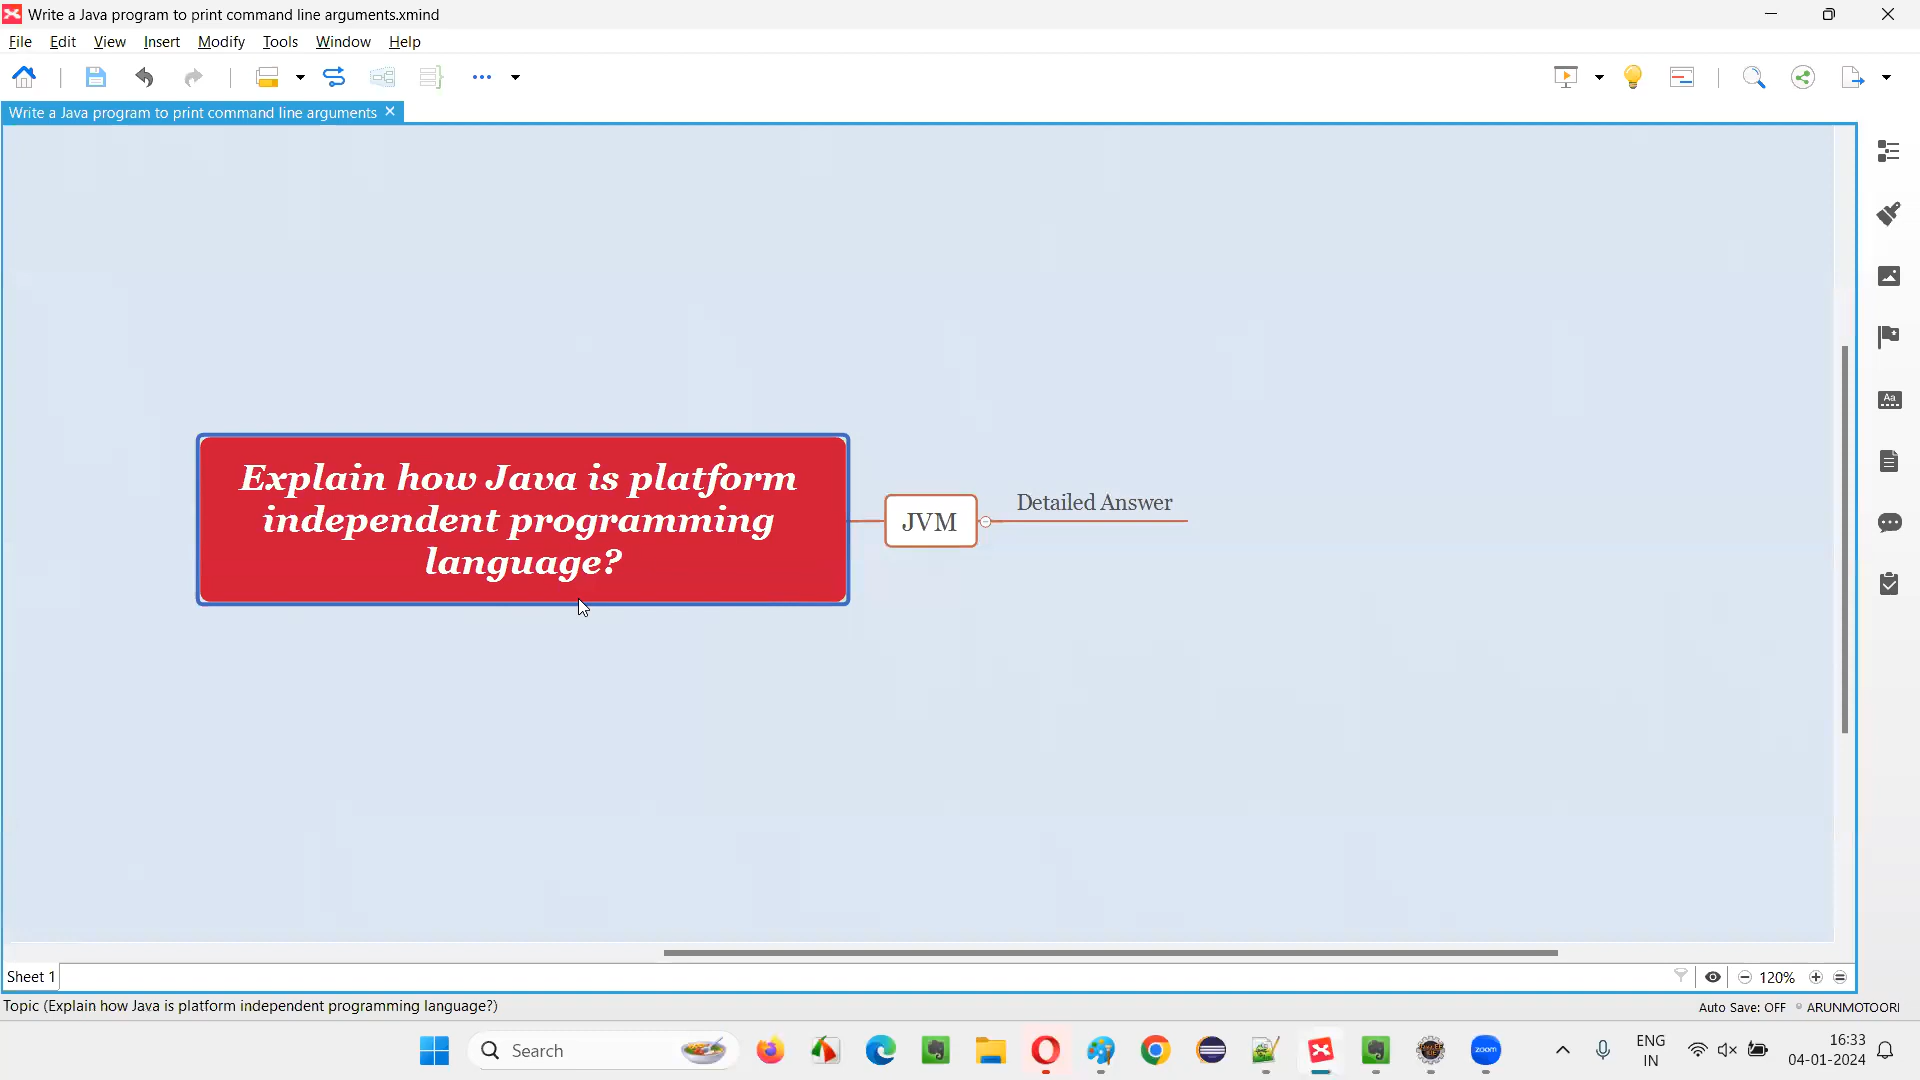 Write a Java program to print command line arguments.xmind
File Edit View Insert Modify Tools Window Help
Write a Java program to print command line arguments
Explain how Java is platform
independent programming
language?
JVM
Detailed Answer
Aa
Sheet 1
120%
Topic (Explain how Java is platform independent programming language?)
Auto Save: OFF
ARUNMOTOORI
Search
zoom
ENG
IN
16:33
04-01-2024